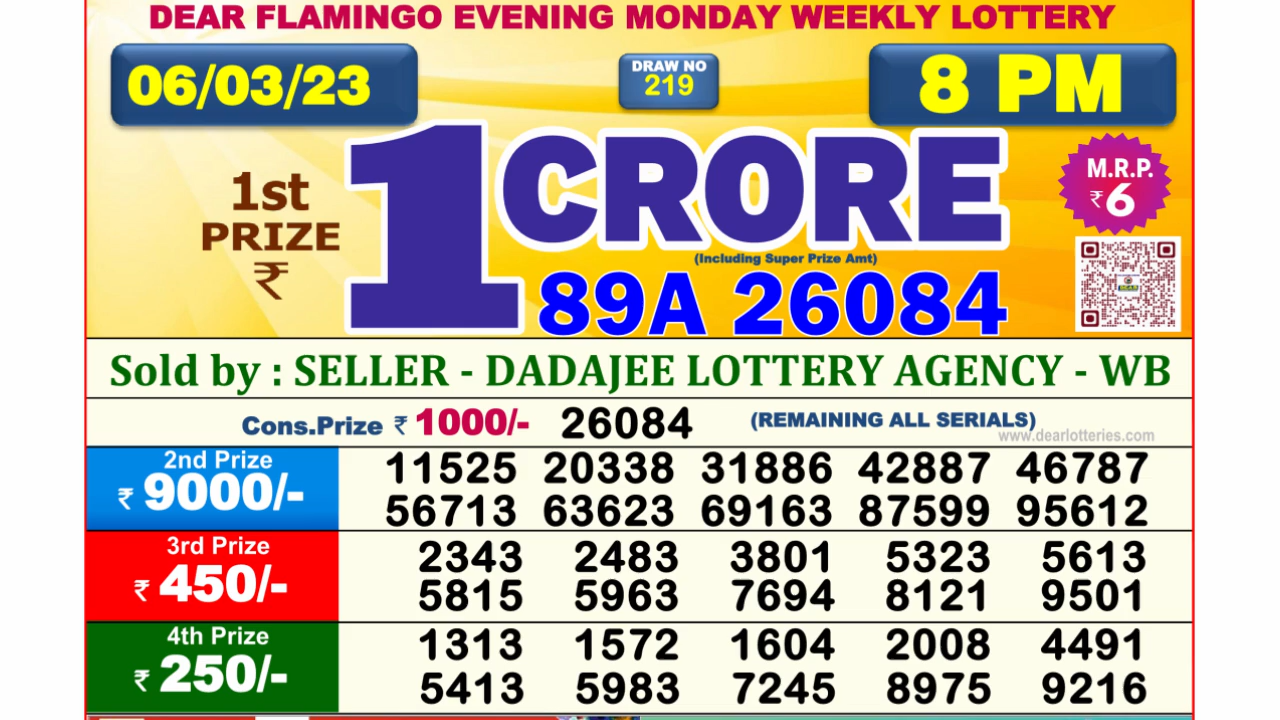 DEAR FLAMINGO EVENING MONDAY WEEKLY LOTTERY
06/03/23
DRAW NO
219
8 PM
1st
PRIZE
₹
1 CRORE
M.R.P.
₹ 6
(Including Super Prize Amt)
89A 26084
Sold by : SELLER - DADAJEE LOTTERY AGENCY - WB
Cons.Prize ₹ 1000/- 26084 (REMAINING ALL SERIALS)
www.dearlotteries.com
2nd Prize
₹ 9000/-
11525 20338 31886 42887 46787
56713 63623 69163 87599 95612
3rd Prize
₹ 450/-
2343 2483 3801 5323 5613
5815 5963 7694 8121 9501
4th Prize
₹ 250/-
1313 1572 1604 2008 4491
5413 5983 7245 8975 9216